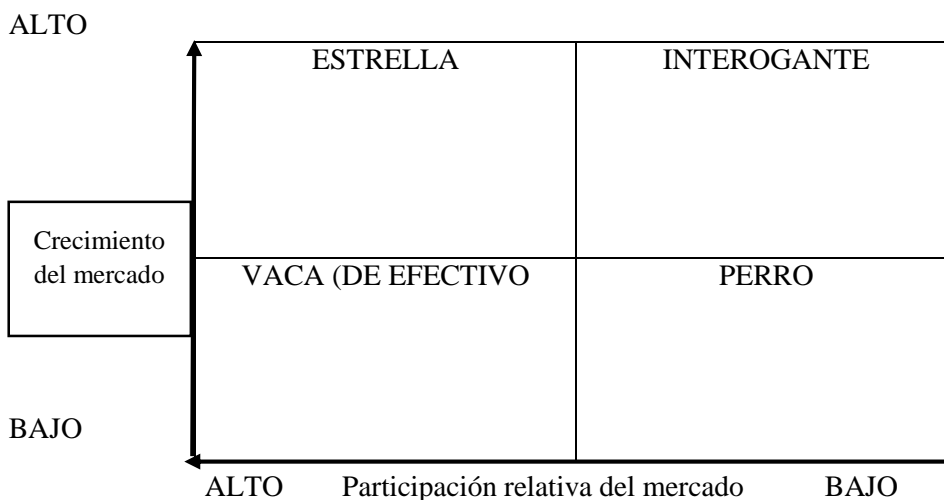 ALTO
ESTRELLA
INTEROGANTE
Crecimiento
del mercado
VACA (DE EFECTIVO
PERRO
BAJO
ALTO
Participación relativa del mercado
BAJO